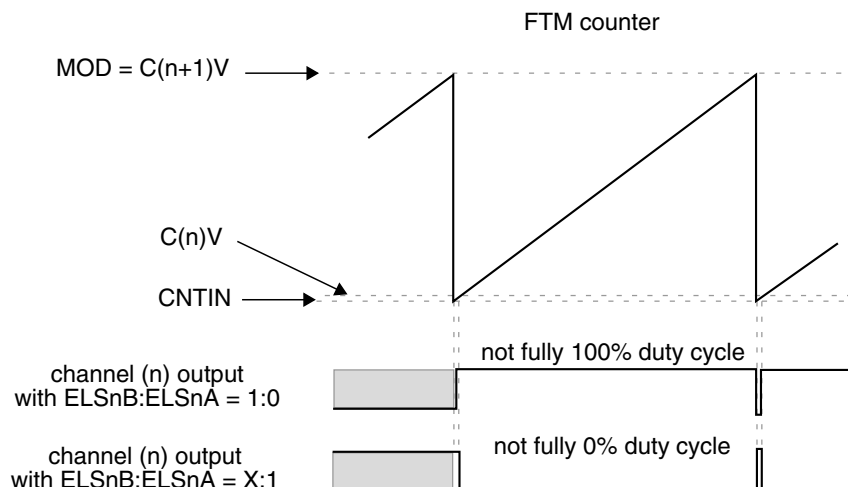 FTM counter
MOD = C(n+1)V
C(n)V
CNTIN
not fully 100% duty cycle
channel (n) output
with ELSnB:ELSnA = 1:0
not fully 0% duty cycle
channel (n) output
with ELSnB:ELSnA = X:1